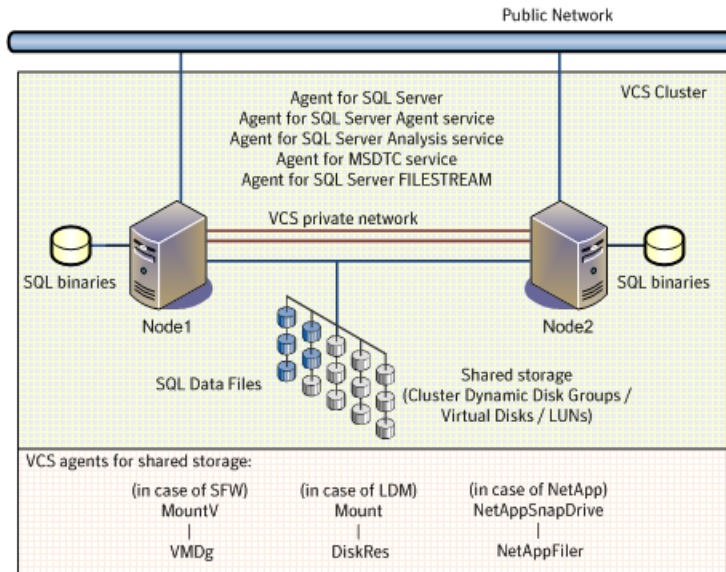 Public Network
VCS Cluster
Agent for SQL Server
Agent for SQL Server Agent service
Agent for SQL Server Analysis service
Agent for MSDTC service
Agent for SQL Server FILESTREAM
VCS private network
SQL binaries
SQL binaries
Node1
Node2
SQL Data Files
Shared storage
(Cluster Dynamic Disk Groups /
Virtual Disks / LUNs)
VCS agents for shared storage:
(in case of SFW)
MountV
|
VMDg
(in case of LDM)
Mount
|
DiskRes
(in case of NetApp)
NetAppSnapDrive
|
NetAppFiler